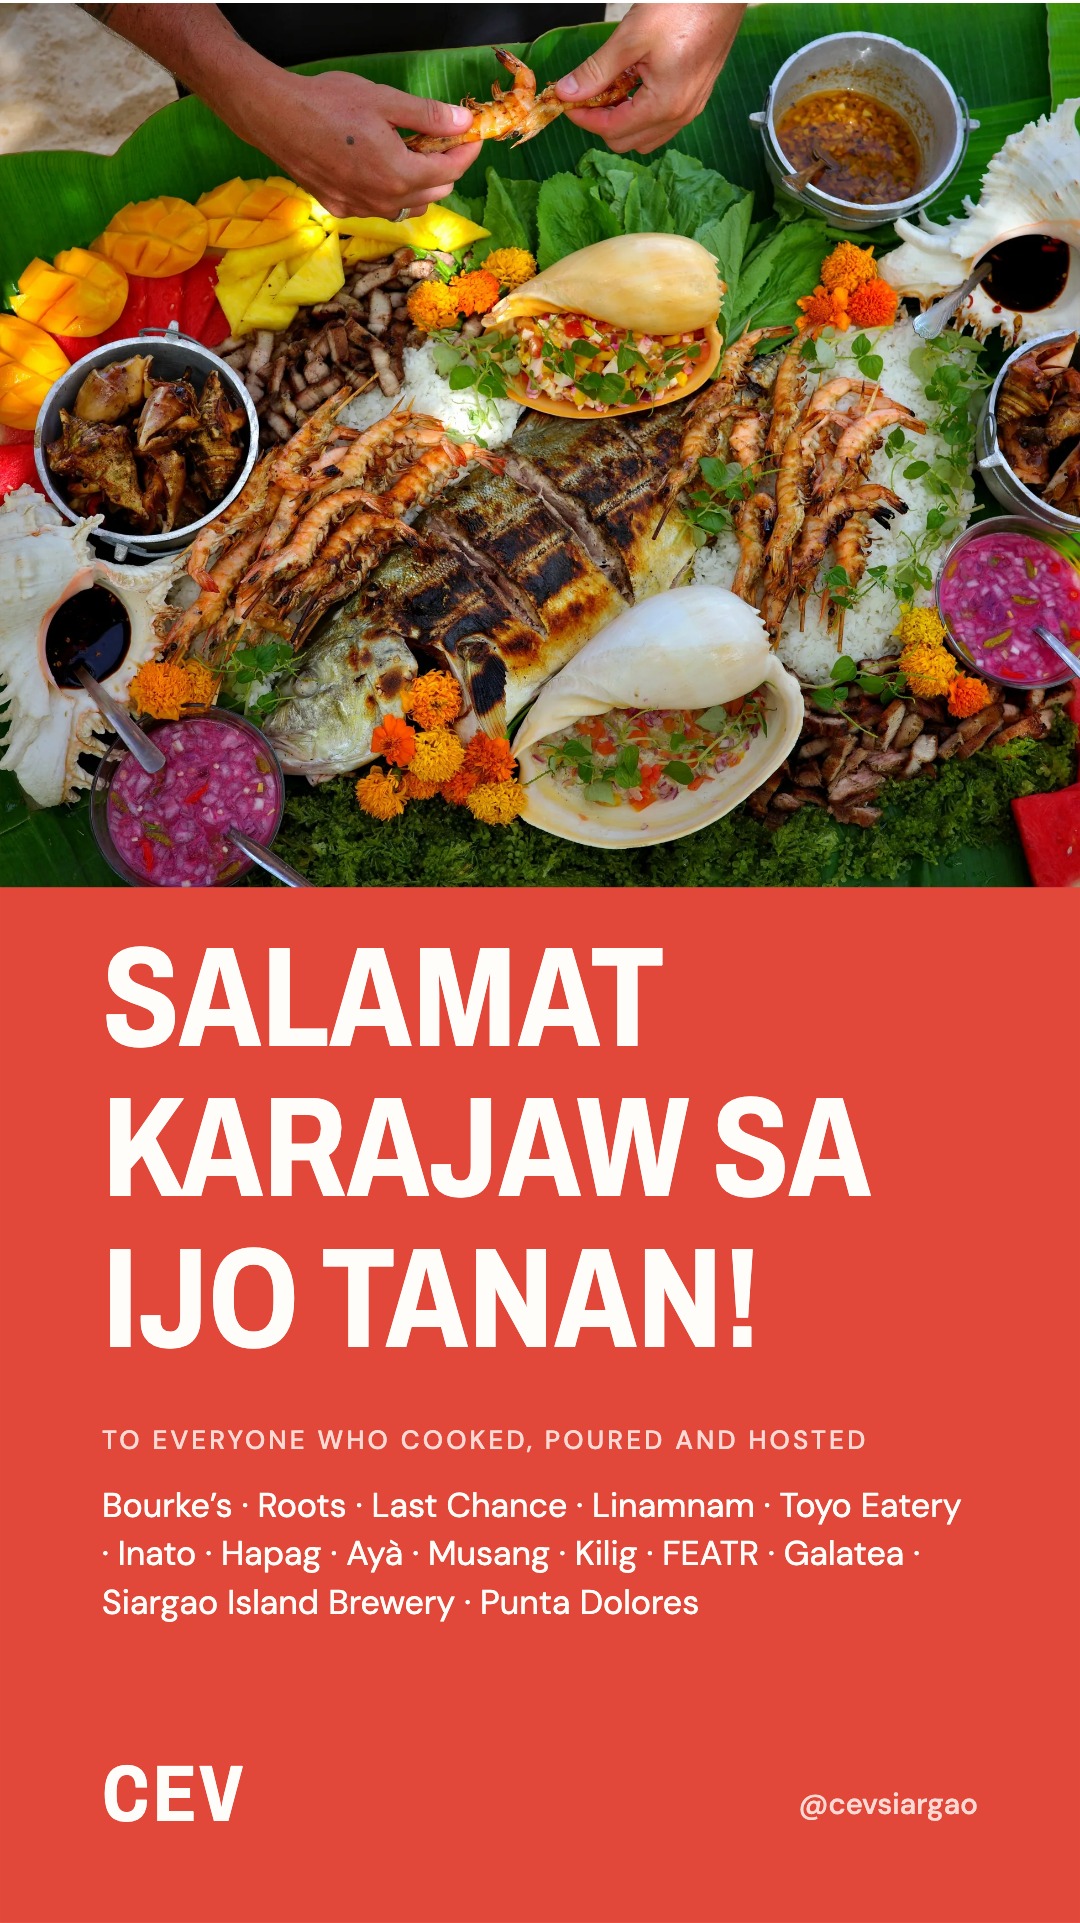 SALAMAT
KARAJAW SA
IJO TANAN!
TO EVERYONE WHO COOKED, POURED AND HOSTED
Bourke’s · Roots · Last Chance · Linamnam · Toyo Eatery
· Inato · Hapag · Ayà · Musang · Kilig · FEATR · Galatea ·
Siargao Island Brewery · Punta Dolores
CEV
@cevsiargao